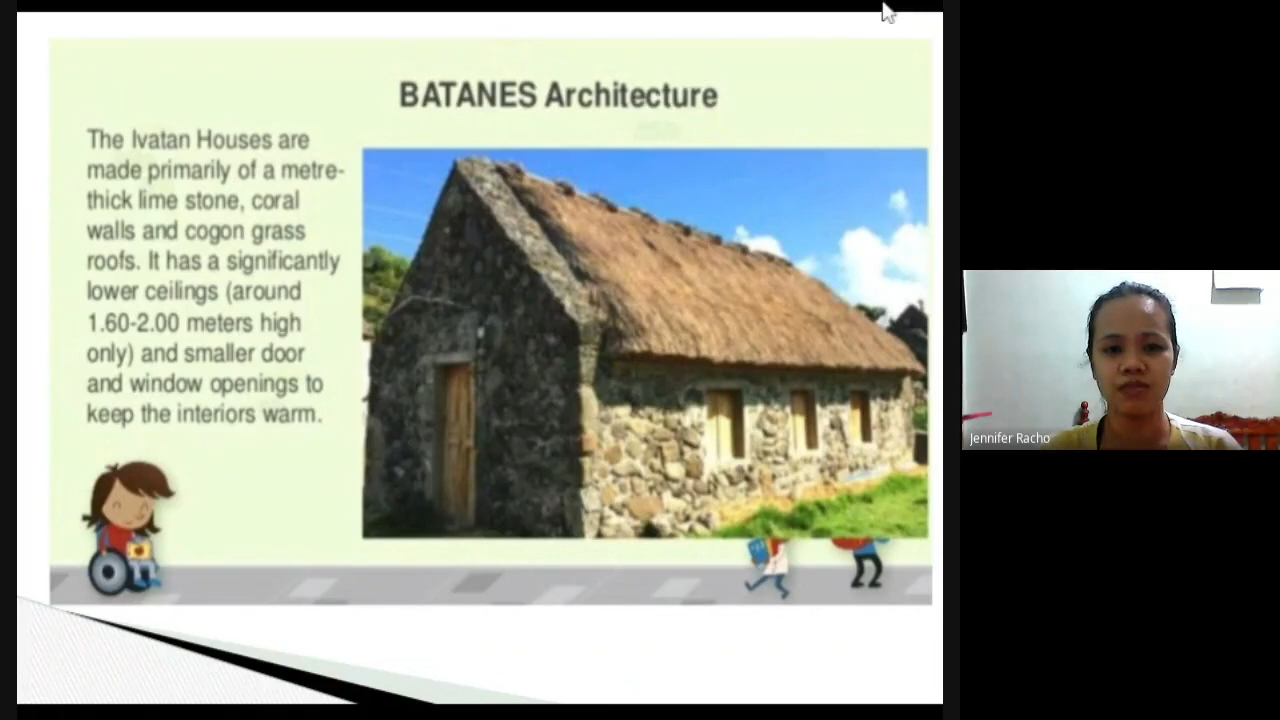 BATANES Architecture
The Ivatan Houses are
made primarily of a metre-
thick lime stone, coral
walls and cogon grass
roofs. It has a significantly
lower ceilings (around
1.60-2.00 meters high
only) and smaller door
and window openings to
keep the interiors warm.
Jennifer Racho